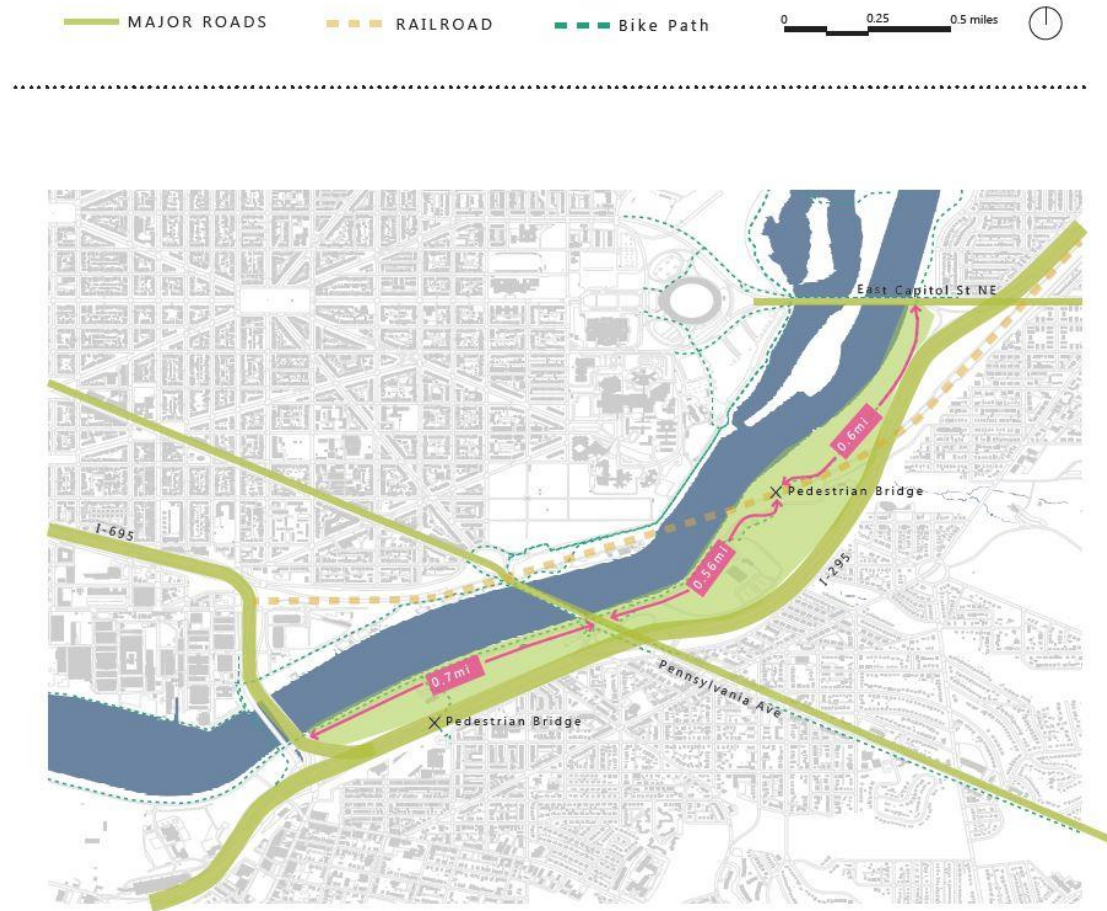 MAJOR ROADS
RAILROAD
Bike Path
0 0.25 0.5 miles
East Capitol St NE
0.6mi
Pedestrian Bridge
I-695
0.56mi
I-295
0.7mi
Pennsylvania Ave
Pedestrian Bridge